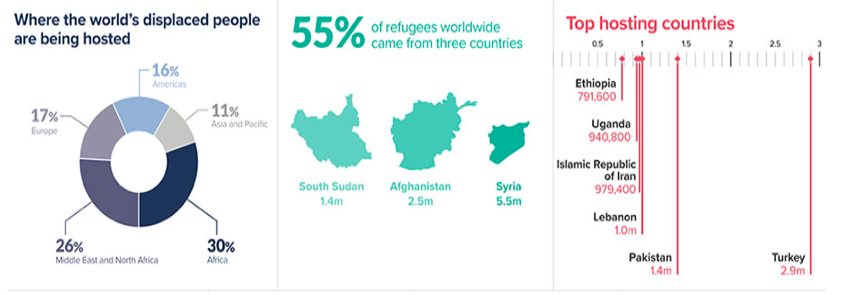 Where the world's displaced people
are being hosted
16%
Americas
11%
Asia and Pacific
17%
Europe
26%
Middle East and North Africa
30%
Africa
55%
of refugees worldwide
came from three countries
South Sudan
1.4m
Afghanistan
2.5m
Syria
5.5m
Top hosting countries
0.5 1 1.5 2 2.5 3
Ethiopia
791,600
Uganda
940,800
Islamic Republic
of Iran
979,400
Lebanon
1.0m
Pakistan
1.4m
Turkey
2.9m